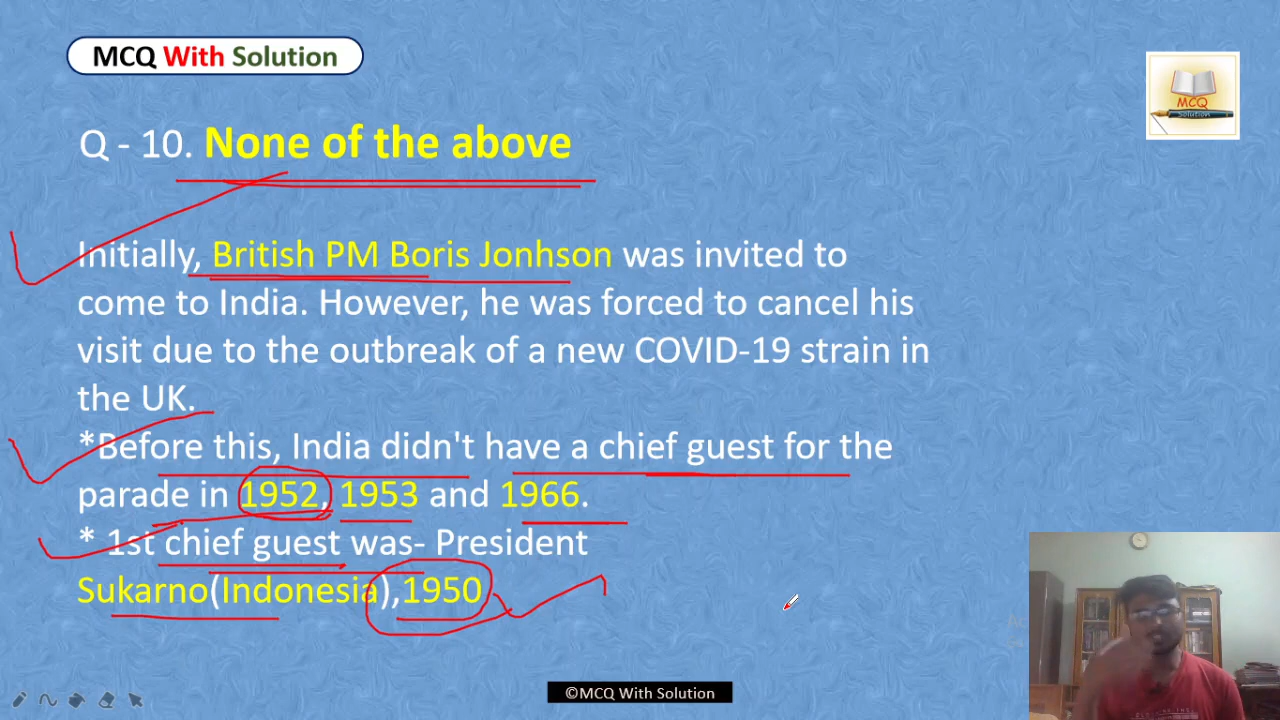 MCQ With Solution
MCQ
Solution
Q - 10. None of the above
Initially, British PM Boris Jonhson was invited to
come to India. However, he was forced to cancel his
visit due to the outbreak of a new COVID-19 strain in
the UK.
*Before this, India didn't have a chief guest for the
parade in 1952, 1953 and 1966.
* 1st chief guest was- President
Sukarno(Indonesia),1950
©MCQ With Solution